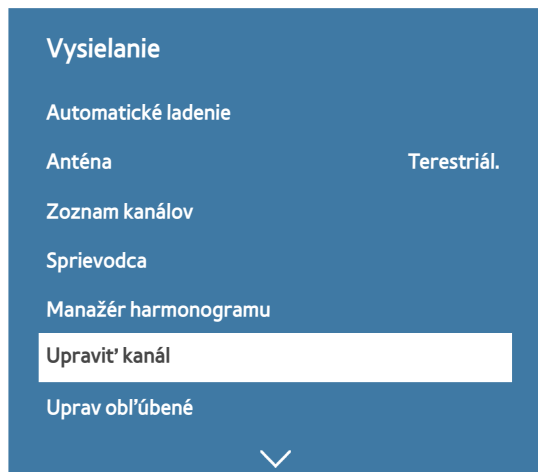 Vysielanie
Automatické ladenie
Anténa Terestriál.
Zoznam kanálov
Sprievodca
Manažér harmonogramu
Upraviť kanál
Uprav obľúbené